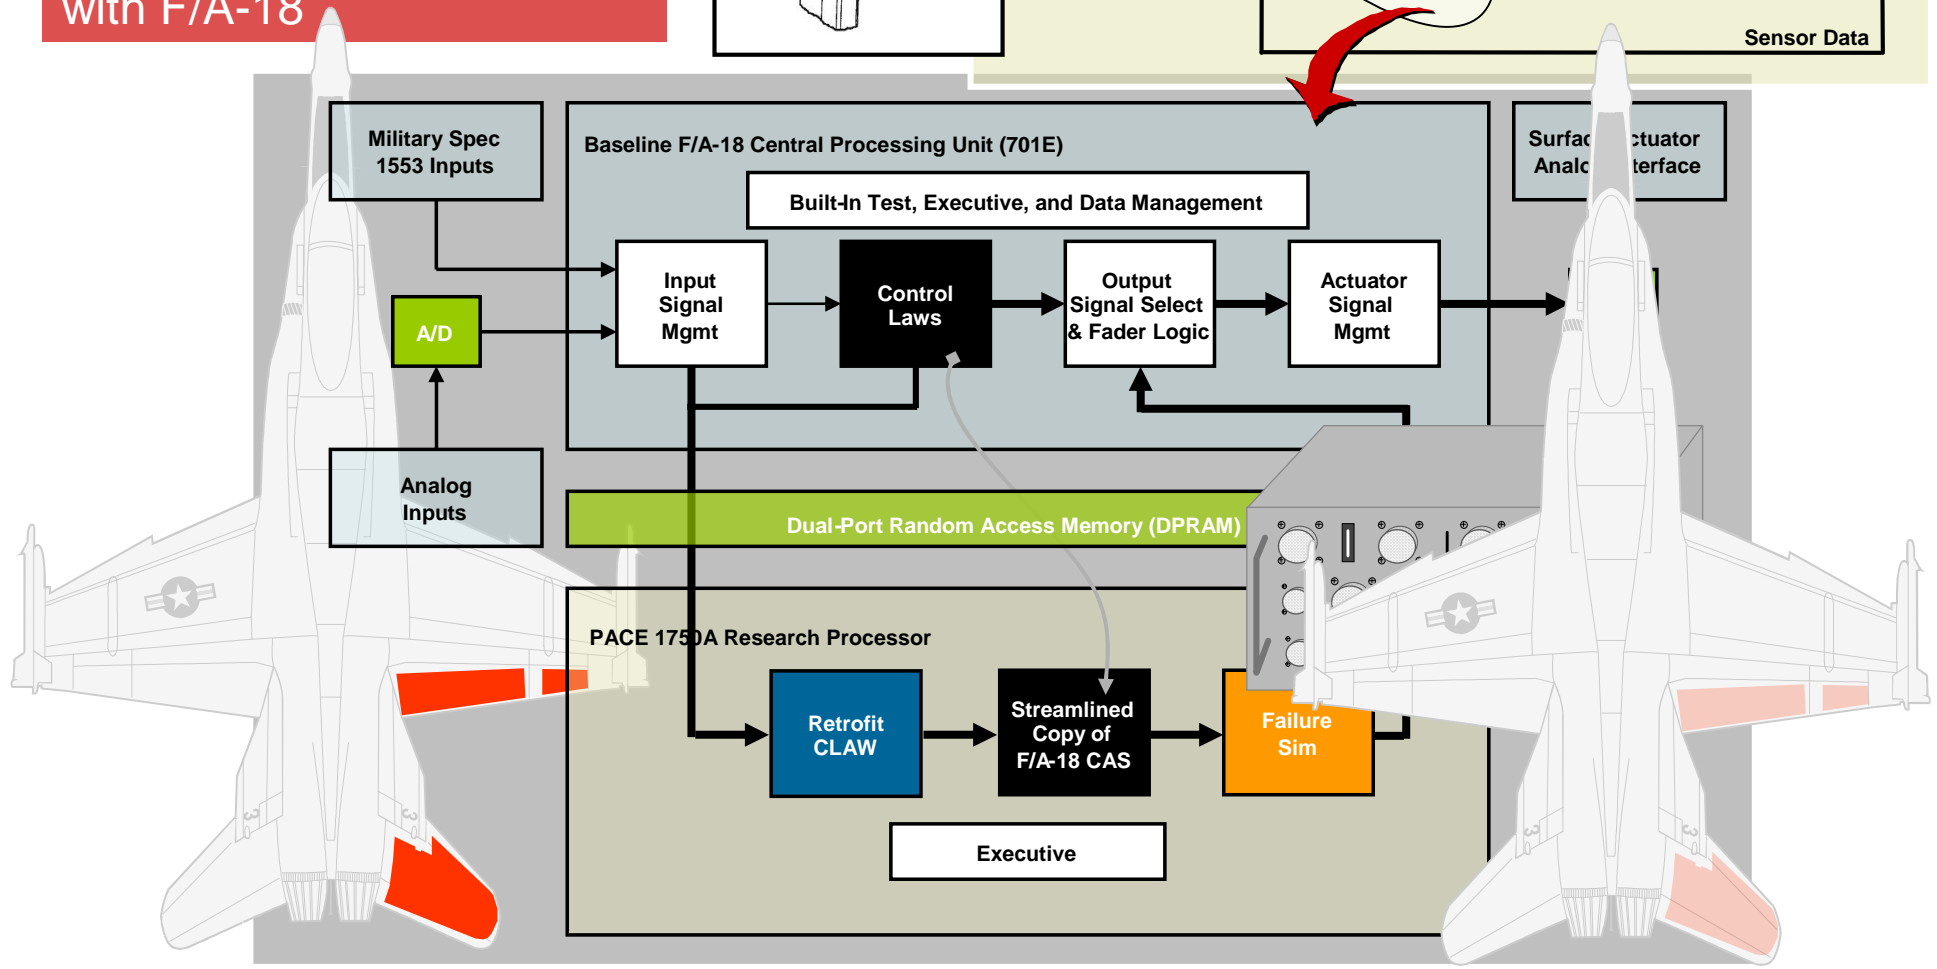 with F/A-18
Sensor Data
Military Spec
1553 Inputs
Baseline F/A-18 Central Processing Unit (701E)
Built-In Test, Executive, and Data Management
Input
Signal
Mgmt
Control
Laws
Output
Signal Select
& Fader Logic
Actuator
Signal
Mgmt
A/D
Analog
Inputs
Dual-Port Random Access Memory (DPRAM)
PACE 1750A Research Processor
Retrofit
CLAW
Streamlined
Copy of
F/A-18 CAS
Failure
Sim
Executive